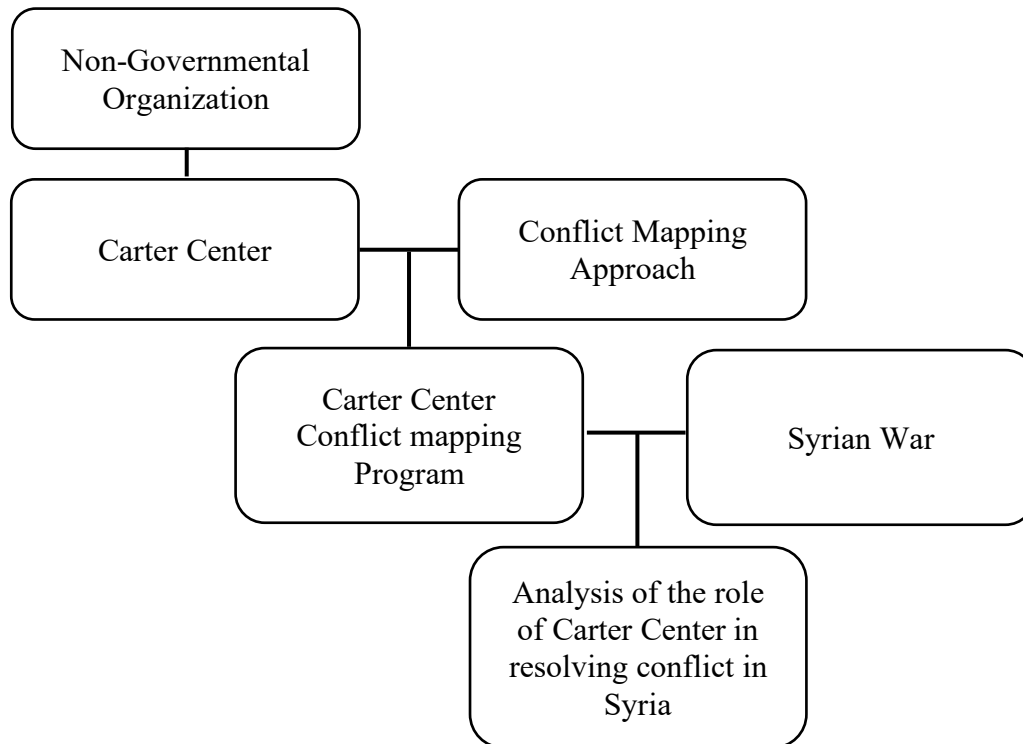 Non-Governmental
Organization
Carter Center
Conflict Mapping
Approach
Carter Center
Conflict mapping
Program
Syrian War
Analysis of the role
of Carter Center in
resolving conflict in
Syria